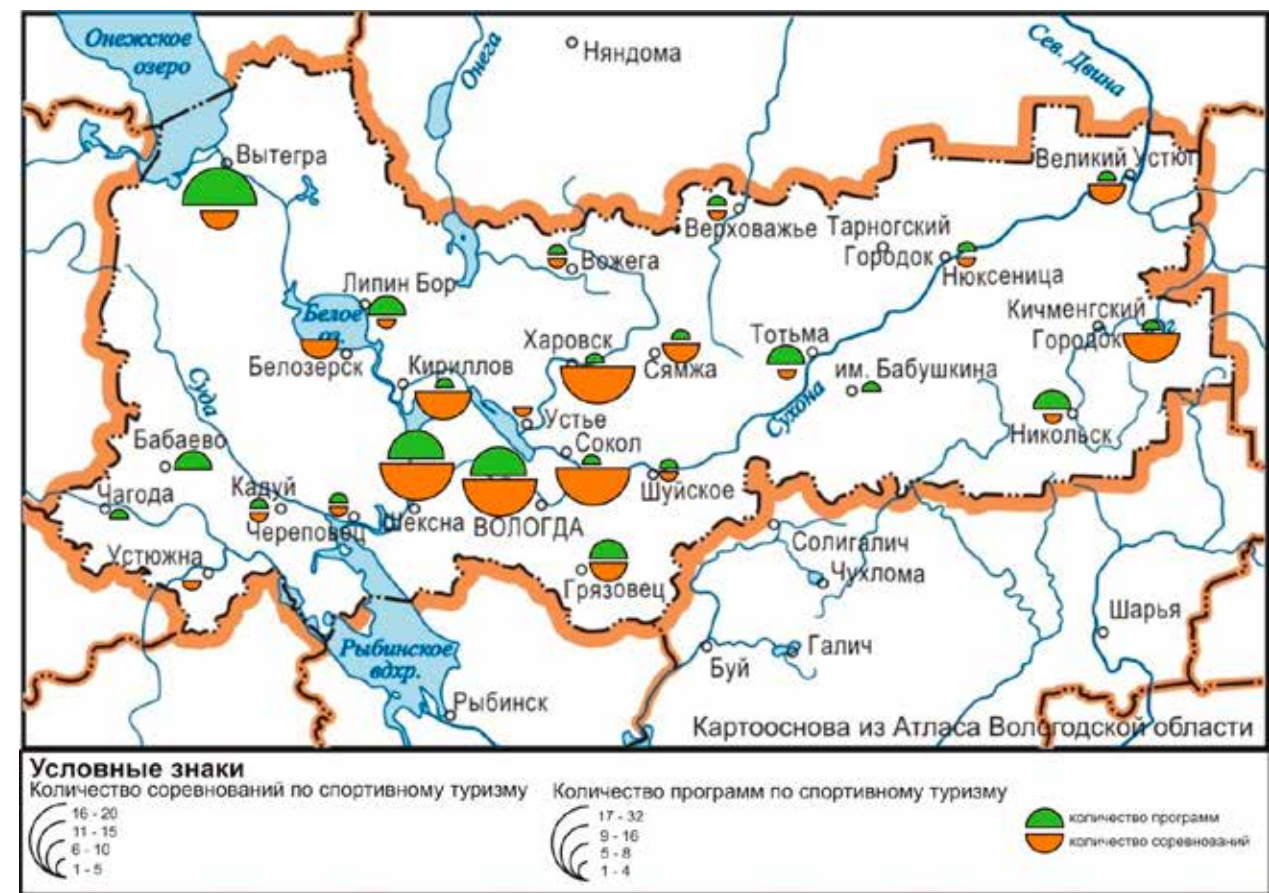 Онежское
озеро
Онега
Няндома
Сев. Двина
Вытегра
Великий Устюг
Верховажье
Тарногский
Городок
Нюксеница
Вожега
Липин Бор
Белое
оз.
Белозерск
Кириллов
Харовск
Сямжа
Тотьма
им. Бабушкина
Кичменгский
Городок
Юг
Никольск
Суда
Сухона
Устье
Сокол
Бабаево
Чагода
Кадуй
Череповец
Шексна
ВОЛОГДА
Шуйское
Устюжна
Грязовец
Солигалич
Чухлома
Шарья
Галич
Буй
Рыбинское
вдхр.
Рыбинск
Картооснова из Атласа Вологодской области
Условные знаки
Количество соревнований по спортивному туризму
16 - 20
11 - 15
6 - 10
1 - 5
Количество программ по спортивному туризму
17 - 32
9 - 16
5 - 8
1 - 4
количество программ
количество соревнований